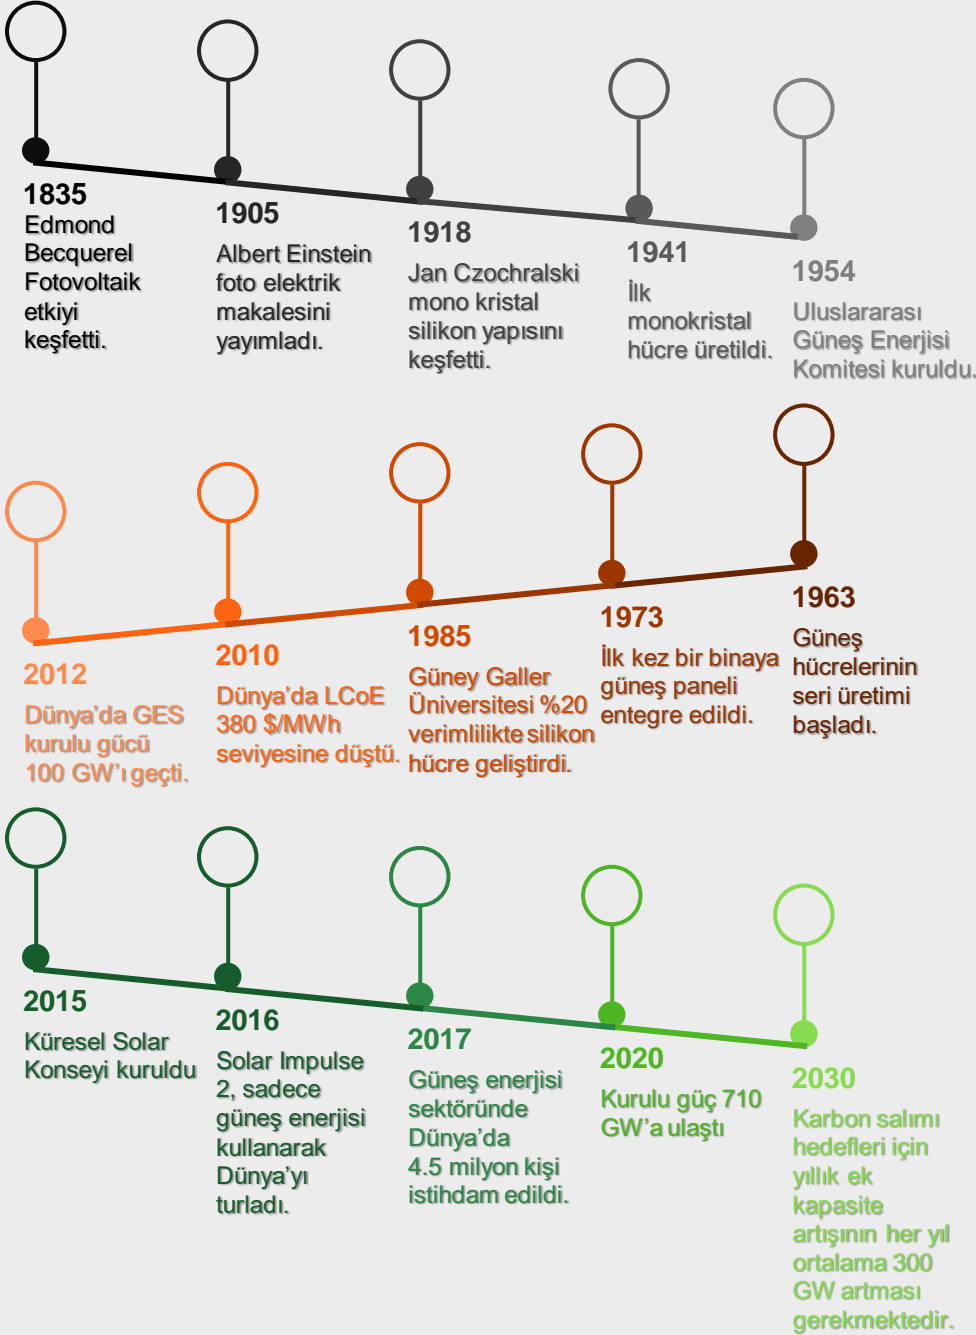 1835
Edmond
Becquerel
Fotovoltaik
etkiyi
keşfetti.
1905
Albert Einstein
foto elektrik
makalesini
yayımladı.
1918
Jan Czochralski
mono kristal
silikon yapısını
keşfetti.
1941
İlk
monokristal
hücre üretildi.
1954
Uluslararası
Güneş Enerjisi
Komitesi kuruldu.
2012
Dünya’da GES
kurulu gücü
100 GW’ı geçti.
2010
Dünya’da LCoE
380 $/MWh
seviyesine düştü.
1985
Güney Galler
Üniversitesi %20
verimlilikte silikon
hücre geliştirdi.
1973
İlk kez bir binaya
güneş paneli
entegre edildi.
1963
Güneş
hücrelerinin
seri üretimi
başladı.
2015
Küresel Solar
Konseyi kuruldu
2016
Solar Impulse
2, sadece
güneş enerjisi
kullanarak
Dünya’yı
turladı.
2017
Güneş enerjisi
sektöründe
Dünya’da
4.5 milyon kişi
istihdam edildi.
2020
Kurulu güç 710
GW’a ulaştı
2030
Karbon salımı
hedefleri için
yıllık ek
kapasite
artışının her yıl
ortalama 300
GW artması
gerekmektedir.